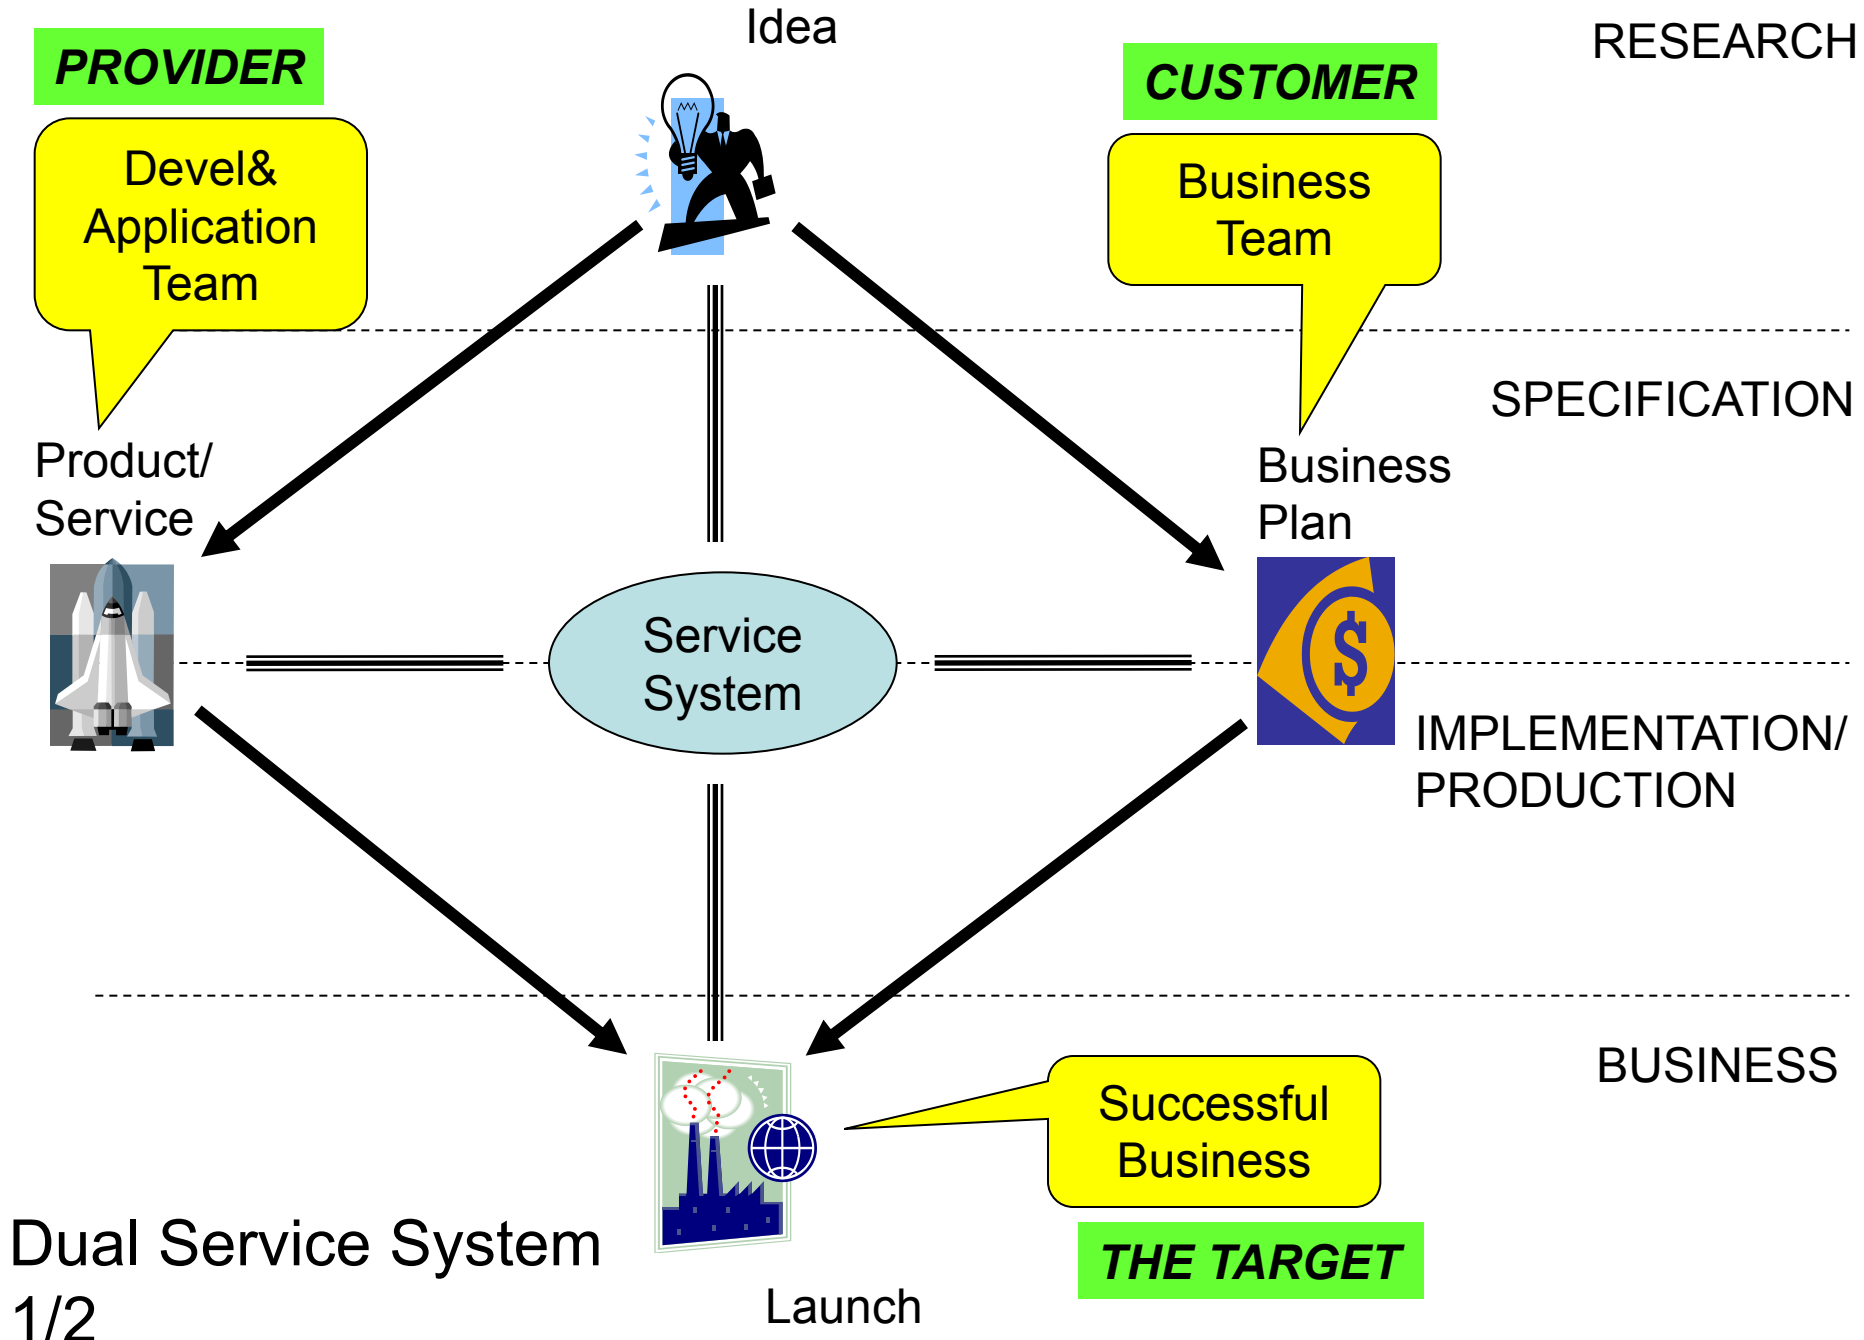 Idea
RESEARCH
PROVIDER
CUSTOMER
Devel&
Application
Team
Business
Team
SPECIFICATION
Product/
Service
Business
Plan
Service
System
$
IMPLEMENTATION/
PRODUCTION
BUSINESS
Successful
Business
THE TARGET
Dual Service System
1/2
Launch